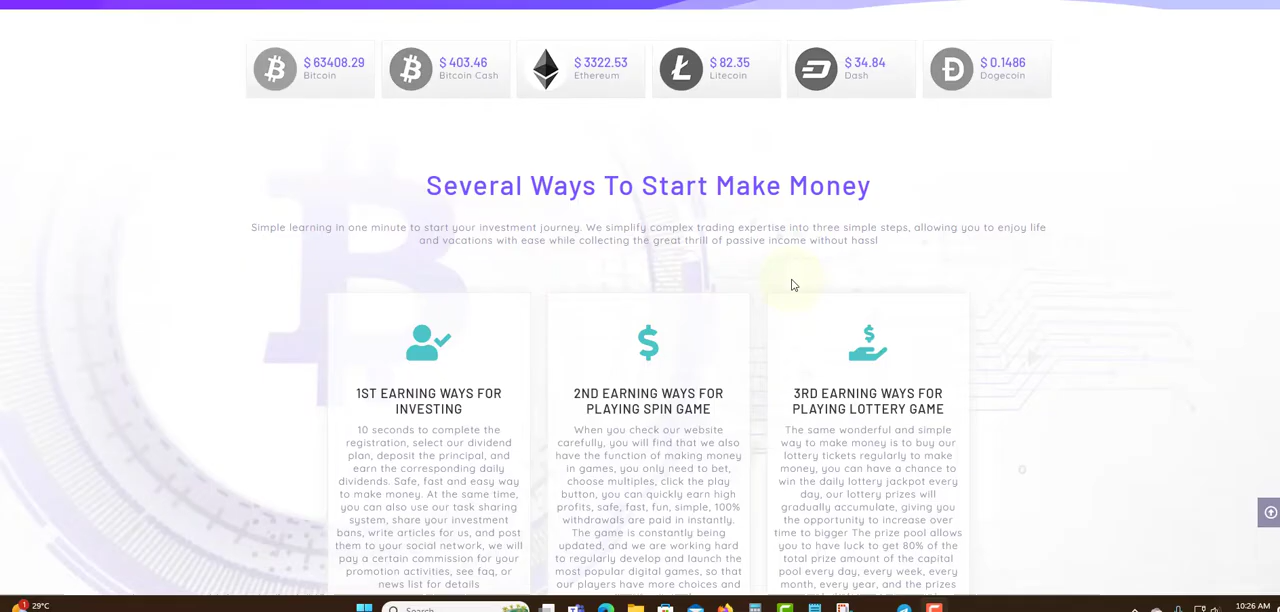 $ 63408.29
Bitcoin
$ 403.46
Bitcoin Cash
$ 3322.53
Ethereum
$ 82.35
Litecoin
$ 34.84
Dash
$ 0.1486
Dogecoin
Several Ways To Start Make Money
Simple learning In one minute to start your investment journey. We simplify complex trading expertise into three simple steps, allowing you to enjoy life
and vacations with ease while collecting the great thrill of passive income without hassl
1ST EARNING WAYS FOR
INVESTING
10 seconds to complete the
registration, select our dividend
plan, deposit the principal, and
earn the corresponding daily
dividends. Safe, fast and easy way
to make money. At the same time,
you can also use our task sharing
system, share your investment
bans, write articles for us, and post
them to your social network, we will
pay a certain commission for your
promotion activities, see faq, or
news list for details
2ND EARNING WAYS FOR
PLAYING SPIN GAME
When you check our website
carefully, you will find that we also
have the function of making money
in games, you only need to bet,
choose multiples, click the play
button, you can quickly earn high
profits, safe, fast, fun, simple, 100%
withdrawals are paid in instantly.
The game is constantly being
updated, and we are working hard
to regularly develop and launch the
most popular digital games, so that
our players have more choices and
3RD EARNING WAYS FOR
PLAYING LOTTERY GAME
The same wonderful and simple
way to make money is to buy our
lottery tickets regularly to make
money, you can have a chance to
win the daily lottery jackpot every
day, our lottery prizes will
gradually accumulate, giving you
the opportunity to increase over
time to bigger The prize pool allows
you to have luck to get 80% of the
total prize amount of the capital
pool every day, every week, every
month, every year, and the prizes
1
29°C
Search
10:26 AM